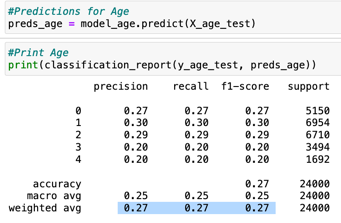 #Predictions for Age
preds_age = model_age.predict(X_age_test)
#Print Age
print(classification_report(y_age_test, preds_age))
precision recall f1-score support
0 0.27 0.27 0.27 5150
1 0.30 0.30 0.30 6954
2 0.29 0.29 0.29 6710
3 0.20 0.20 0.20 3494
4 0.20 0.20 0.20 1692
accuracy 0.27 24000
macro avg 0.25 0.25 0.25 24000
weighted avg 0.27 0.27 0.27 24000